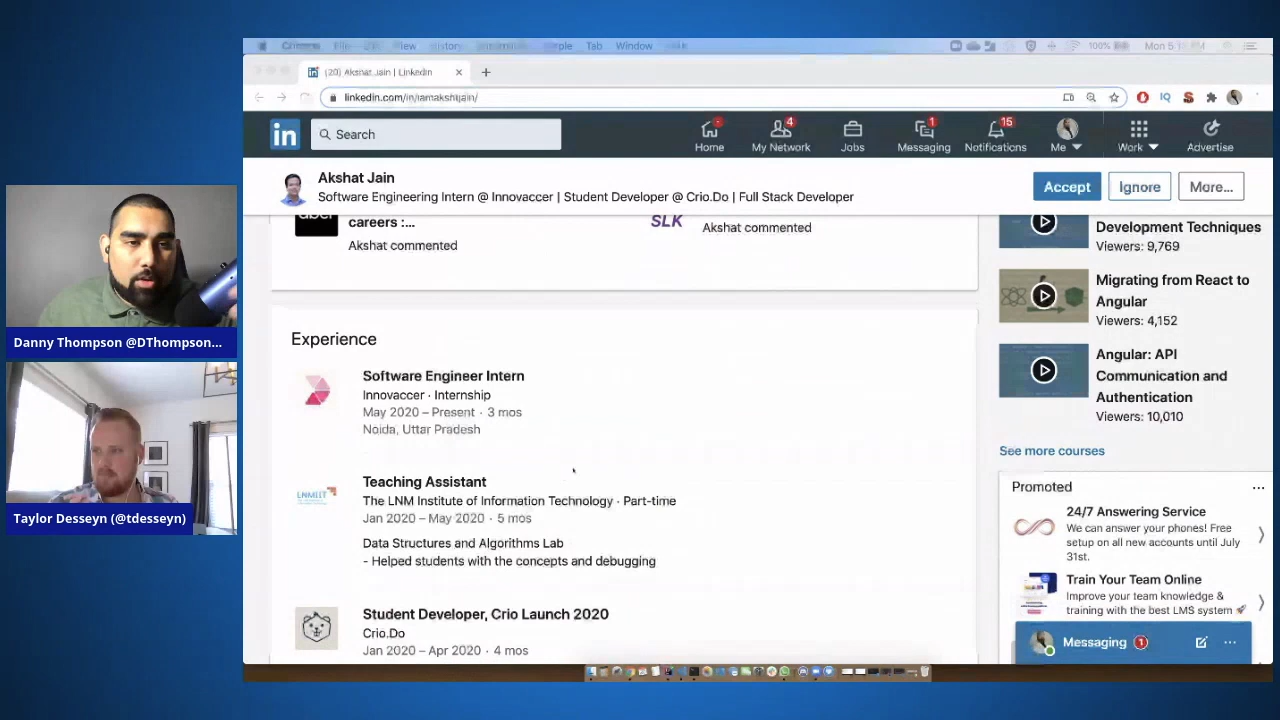 View
Tab
Window
100%
(20) Akshat Jain | LinkedIn
linkedin.com/in/iamakshtjain/
IQ
in
Search
Home
4
My Network
Jobs
1
Messaging
15
Notifications
Me
Work
Advertise
Akshat Jain
Software Engineering Intern @ Innovaccer | Student Developer @ Crio.Do | Full Stack Developer
Accept
Ignore
More...
careers :...
Akshat commented
SLK
Akshat commented
Development Techniques
Viewers: 9,769
Migrating from React to
Angular
Viewers: 4,152
Angular: API
Communication and
Authentication
Viewers: 10,010
See more courses
Experience
Software Engineer Intern
Innovaccer · Internship
May 2020 – Present · 3 mos
Noida, Uttar Pradesh
LNMIIT
Teaching Assistant
The LNM Institute of Information Technology · Part-time
Jan 2020 – May 2020 · 5 mos
Data Structures and Algorithms Lab
- Helped students with the concepts and debugging
Student Developer, Crio Launch 2020
Crio.Do
Jan 2020 – Apr 2020 · 4 mos
Promoted
24/7 Answering Service
We can answer your phones! Free
setup on all new accounts until July
31st.
Train Your Team Online
Improve your team knowledge &
training with the best LMS system 🚀
Messaging 1
Danny Thompson @DThompson...
Taylor Desseyn (@tdesseyn)